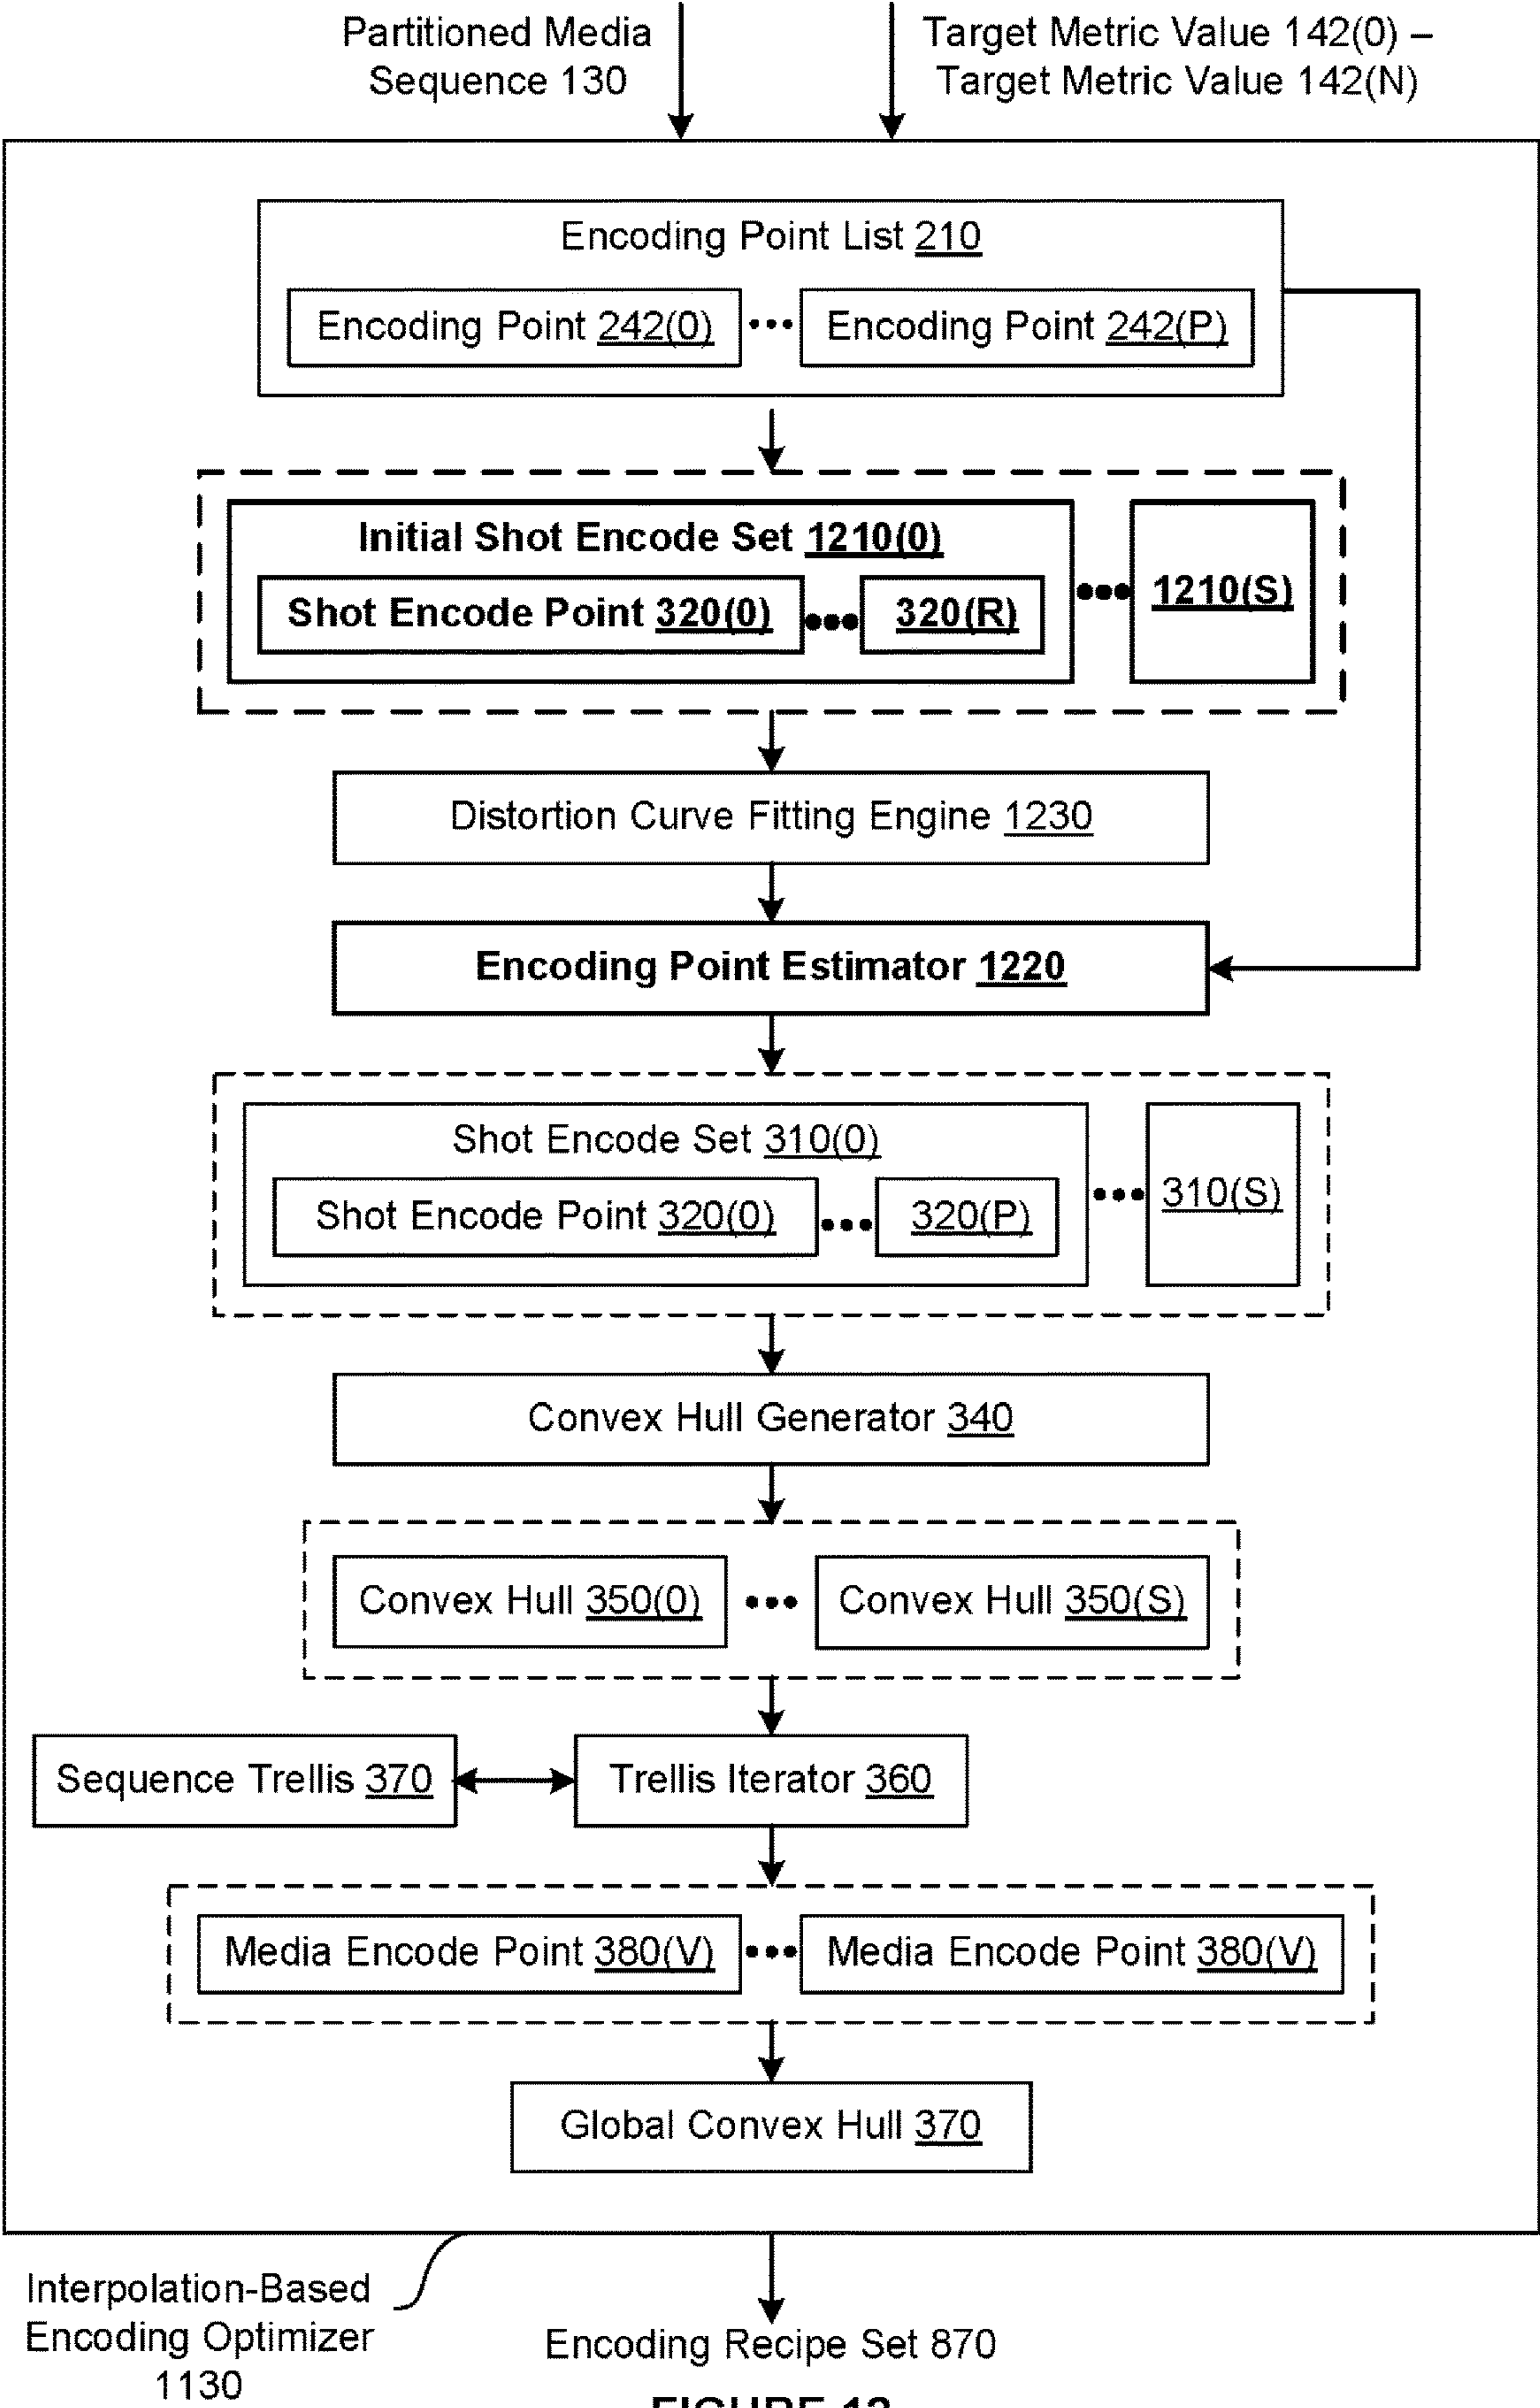 Partitioned Media
Sequence 130
Target Metric Value 142(0) –
Target Metric Value 142(N)
Encoding Point List 210
Encoding Point 242(0)
•••
Encoding Point 242(P)
Initial Shot Encode Set 1210(0)
Shot Encode Point 320(0)
•••
320(R)
•••
1210(S)
Distortion Curve Fitting Engine 1230
Encoding Point Estimator 1220
Shot Encode Set 310(0)
Shot Encode Point 320(0)
•••
320(P)
•••
310(S)
Convex Hull Generator 340
Convex Hull 350(0)
•••
Convex Hull 350(S)
Sequence Trellis 370
Trellis Iterator 360
Media Encode Point 380(V)
•••
Media Encode Point 380(V)
Global Convex Hull 370
Interpolation-Based
Encoding Optimizer
1130
Encoding Recipe Set 870